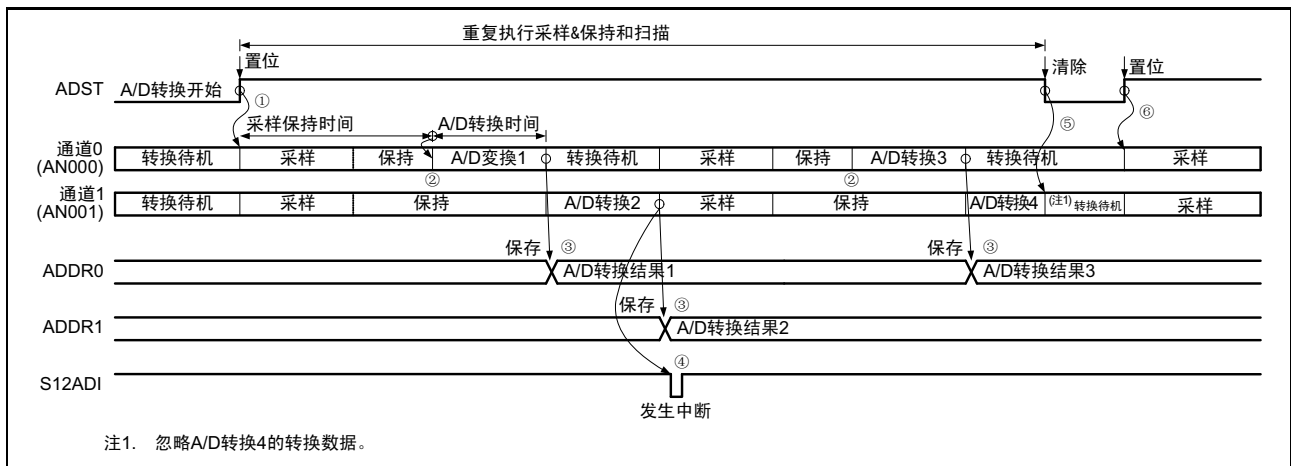 重复执行采样&保持和扫描
置位
清除
置位
ADST
A/D转换开始
①
⑤
⑥
采样保持时间
A/D转换时间
通道0
(AN000)
转换待机 采样 保持 A/D变换1 转换待机 采样 保持 A/D转换3 转换待机 采样
② ②
通道1
(AN001)
转换待机 采样 保持 A/D转换2 采样 保持 A/D转换4 (注1) 转换待机 采样
保存 ③ 保存 ③
ADDR0
A/D转换结果1 A/D转换结果3
保存 ③
ADDR1
A/D转换结果2
④
S12ADI
发生中断
注1. 忽略A/D转换4的转换数据。